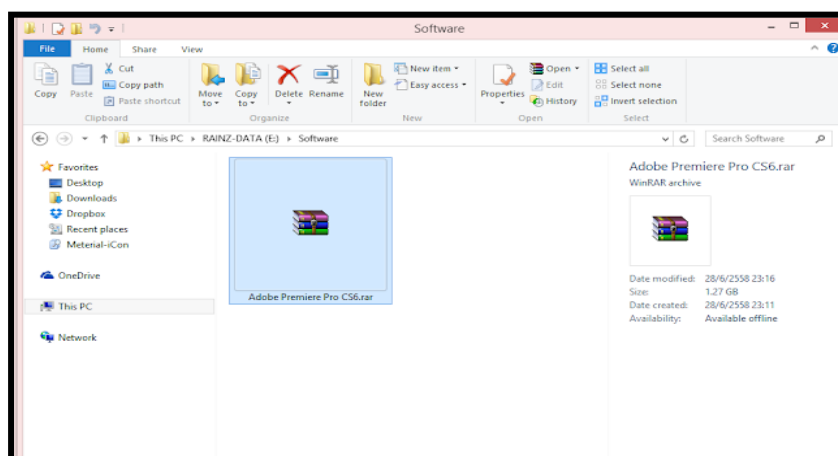 Software
File Home Share View
Copy
Paste
Cut
Copy path
Paste shortcut
Clipboard
Move to
Copy to
Delete
Rename
Organize
New folder
New item
Easy access
New
Properties
Open
Edit
History
Open
Select all
Select none
Invert selection
Select
This PC RAINZ-DATA (E:) Software
Search Software
Favorites
Desktop
Downloads
Dropbox
Recent places
Meterial-iCon
OneDrive
This PC
Network
Adobe Premiere Pro CS6.rar
Adobe Premiere Pro CS6.rar
WinRAR archive
Date modified: 28/6/2558 23:16
Size: 1.27 GB
Date created: 28/6/2558 23:11
Availability: Available offline